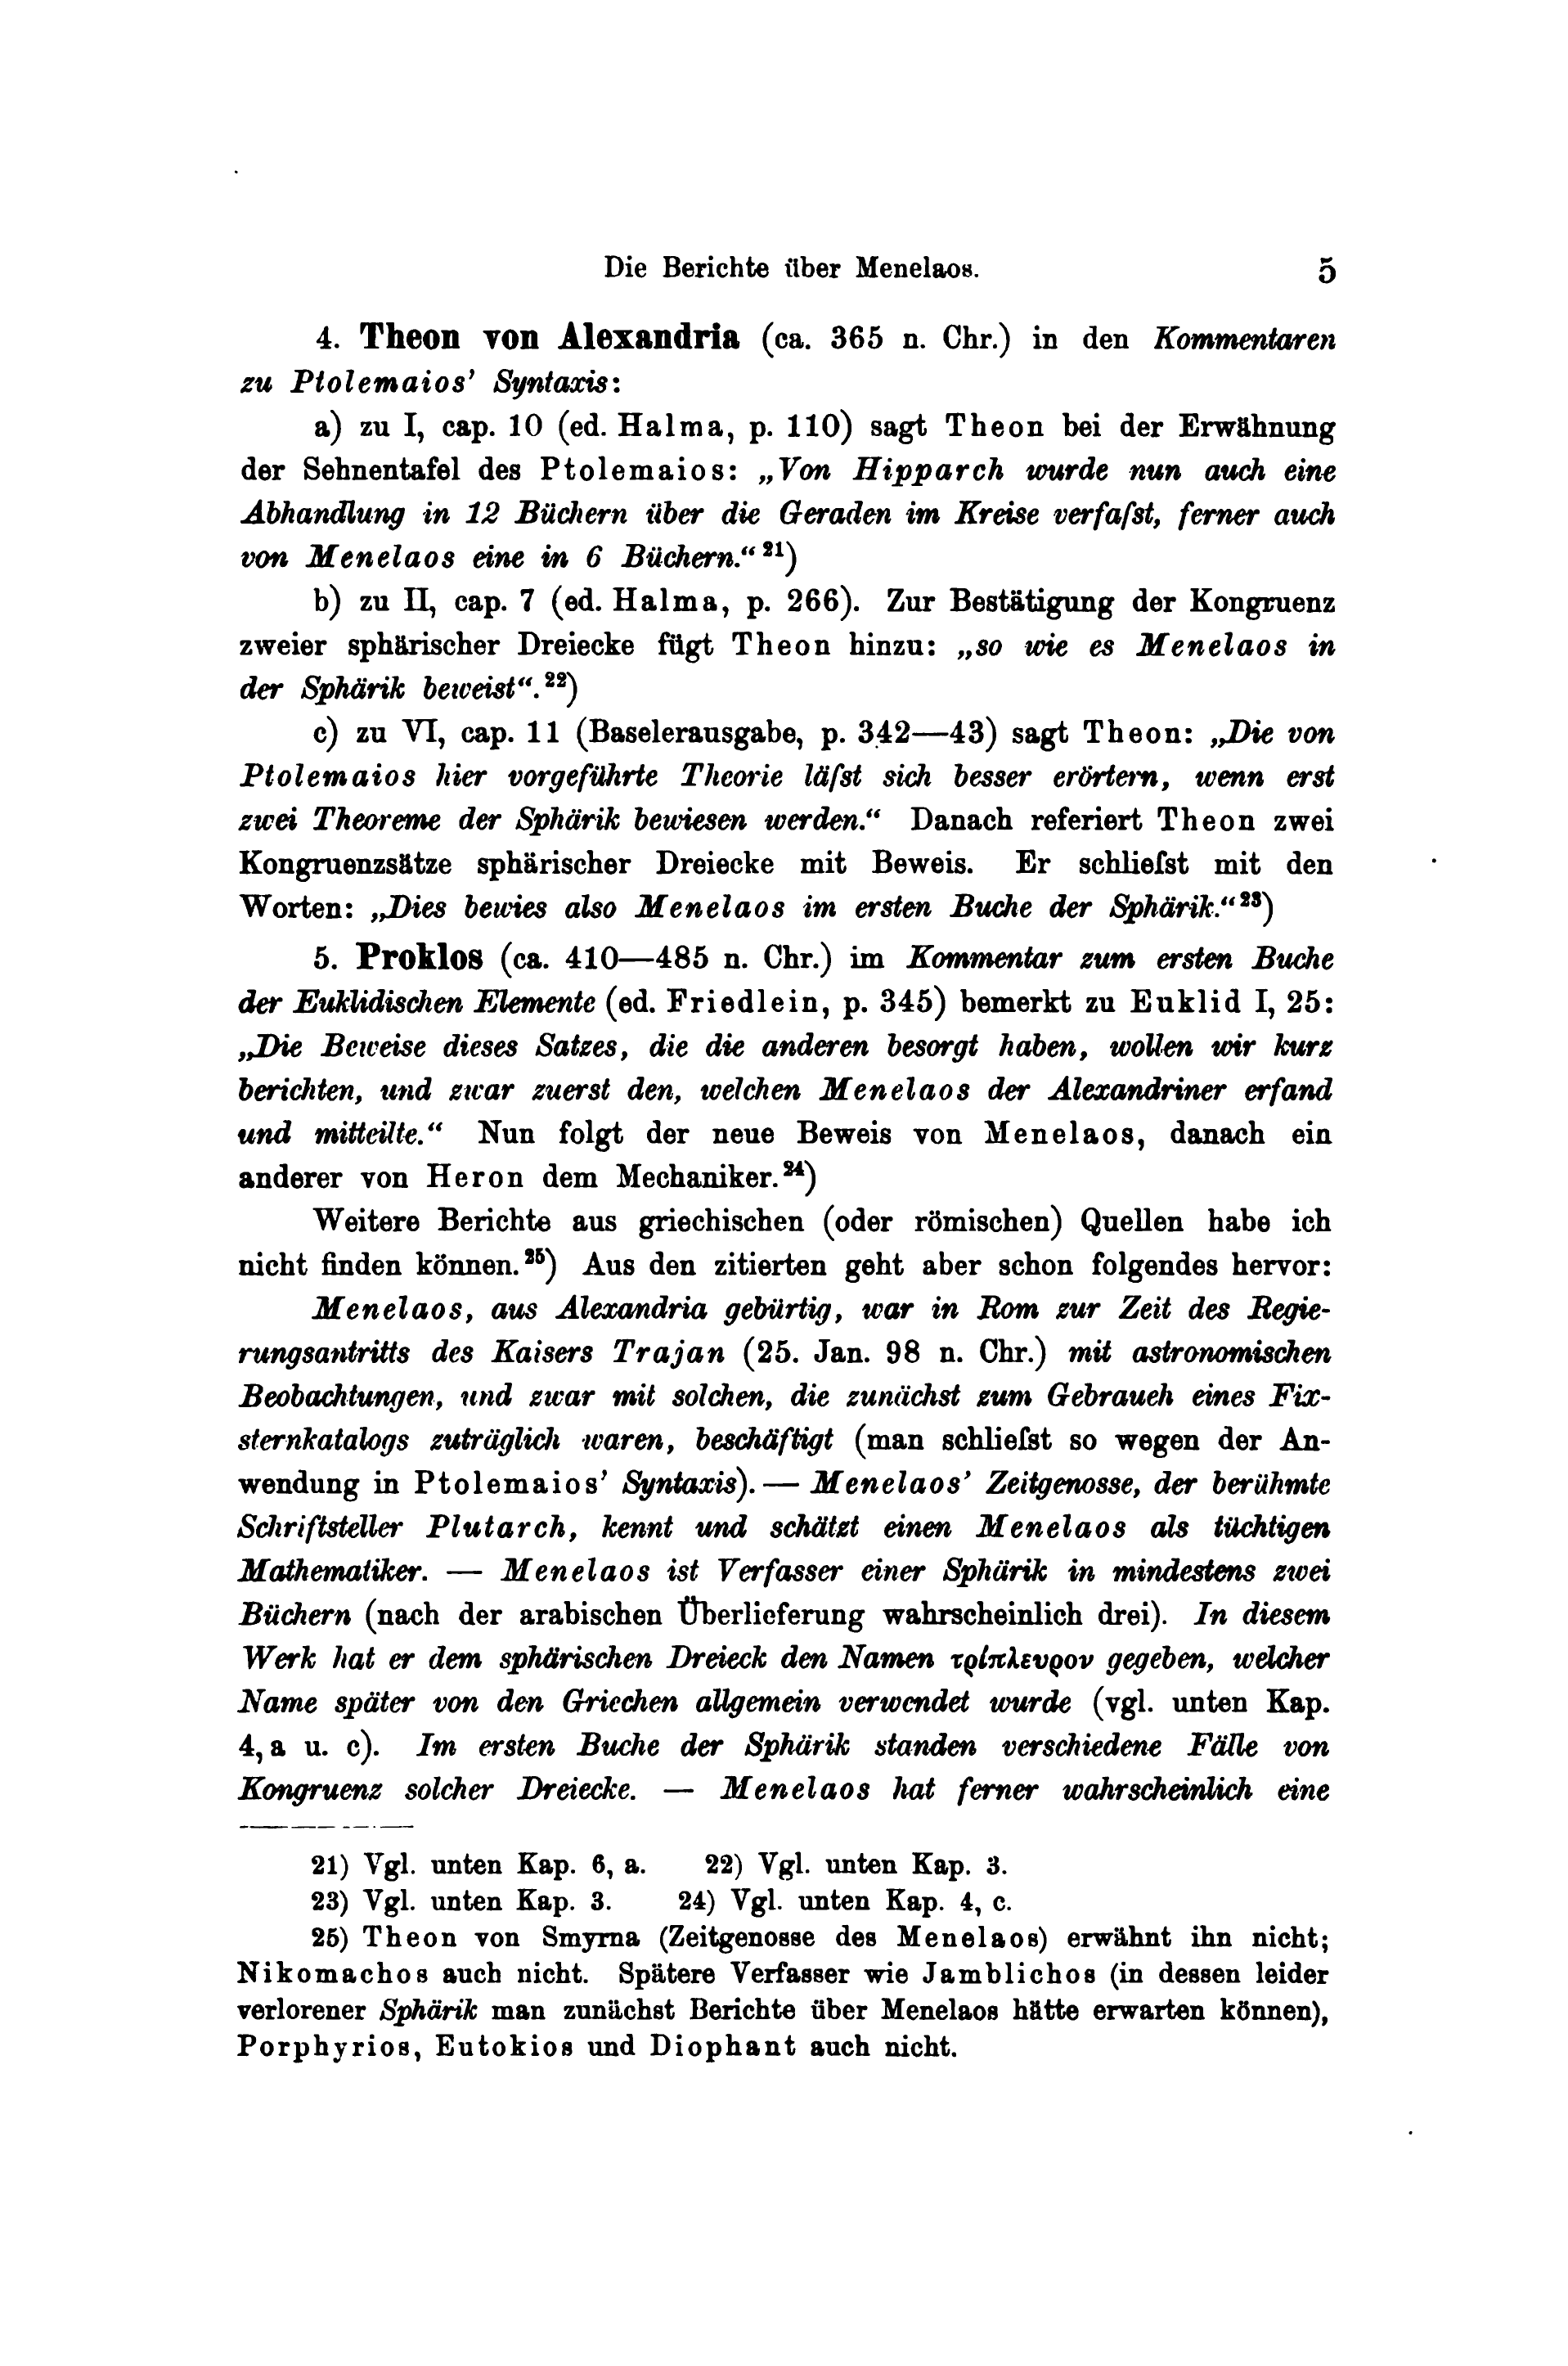 Die Berichte über Menelaos. 5
4. Theon von Alexandria (ca. 365 n. Chr.) in den Kommentaren
zu Ptolemaios’ Syntaxis:
a) zu I, cap. 10 (ed. Halma, p. 110) sagt Theon bei der Erwähnung
der Sehnentafel des Ptolemaios: „Von Hipparch wurde nun auch eine
Abhandlung in 12 Büchern über die Geraden im Kreise verfaſst, ferner auch
von Menelaos eine in 6 Büchern.“ 21)
b) zu II, cap. 7 (ed. Halma, p. 266). Zur Bestätigung der Kongruenz
zweier sphärischer Dreiecke fügt Theon hinzu: „so wie es Menelaos in
der Sphärik beweist“. 22)
c) zu VI, cap. 11 (Baselerausgabe, p. 342—43) sagt Theon: „Die von
Ptolemaios hier vorgeführte Theorie läſst sich besser erörtern, wenn erst
zwei Theoreme der Sphärik bewiesen werden.“ Danach referiert Theon zwei
Kongruenzsätze sphärischer Dreiecke mit Beweis. Er schlieſst mit den
Worten: „Dies bewies also Menelaos im ersten Buche der Sphärik.“ 23)
5. Proklos (ca. 410—485 n. Chr.) im Kommentar zum ersten Buche
der Euklidischen Elemente (ed. Friedlein, p. 345) bemerkt zu Euklid I, 25:
„Die Beweise dieses Satzes, die die anderen besorgt haben, wollen wir kurz
berichten, und zwar zuerst den, welchen Menelaos der Alexandriner erfand
und mitteilte.“ Nun folgt der neue Beweis von Menelaos, danach ein
anderer von Heron dem Mechaniker. 24)
Weitere Berichte aus griechischen (oder römischen) Quellen habe ich
nicht finden können. 25) Aus den zitierten geht aber schon folgendes hervor:
Menelaos, aus Alexandria gebürtig, war in Rom zur Zeit des Regie-
rungsantritts des Kaisers Trajan (25. Jan. 98 n. Chr.) mit astronomischen
Beobachtungen, und zwar mit solchen, die zunächst zum Gebraueh eines Fix-
sternkatalogs zuträglich waren, beschäftigt (man schlieſst so wegen der An-
wendung in Ptolemaios’ Syntaxis). — Menelaos’ Zeitgenosse, der berühmte
Schriftsteller Plutarch, kennt und schätzt einen Menelaos als tüchtigen
Mathematiker. — Menelaos ist Verfasser einer Sphärik in mindestens zwei
Büchern (nach der arabischen Überlieferung wahrscheinlich drei). In diesem
Werk hat er dem sphärischen Dreieck den Namen τρίπλευρον gegeben, welcher
Name später von den Griechen allgemein verwendet wurde (vgl. unten Kap.
4, a u. c). Im ersten Buche der Sphärik standen verschiedene Fälle von
Kongruenz solcher Dreiecke. — Menelaos hat ferner wahrscheinlich eine
21) Vgl. unten Kap. 6, a. 22) Vgl. unten Kap. 3.
23) Vgl. unten Kap. 3. 24) Vgl. unten Kap. 4, c.
25) Theon von Smyrna (Zeitgenosse des Menelaos) erwähnt ihn nicht;
Nikomachos auch nicht. Spätere Verfasser wie Jamblichos (in dessen leider
verlorener Sphärik man zunächst Berichte über Menelaos hätte erwarten können),
Porphyrios, Eutokios und Diophant auch nicht.